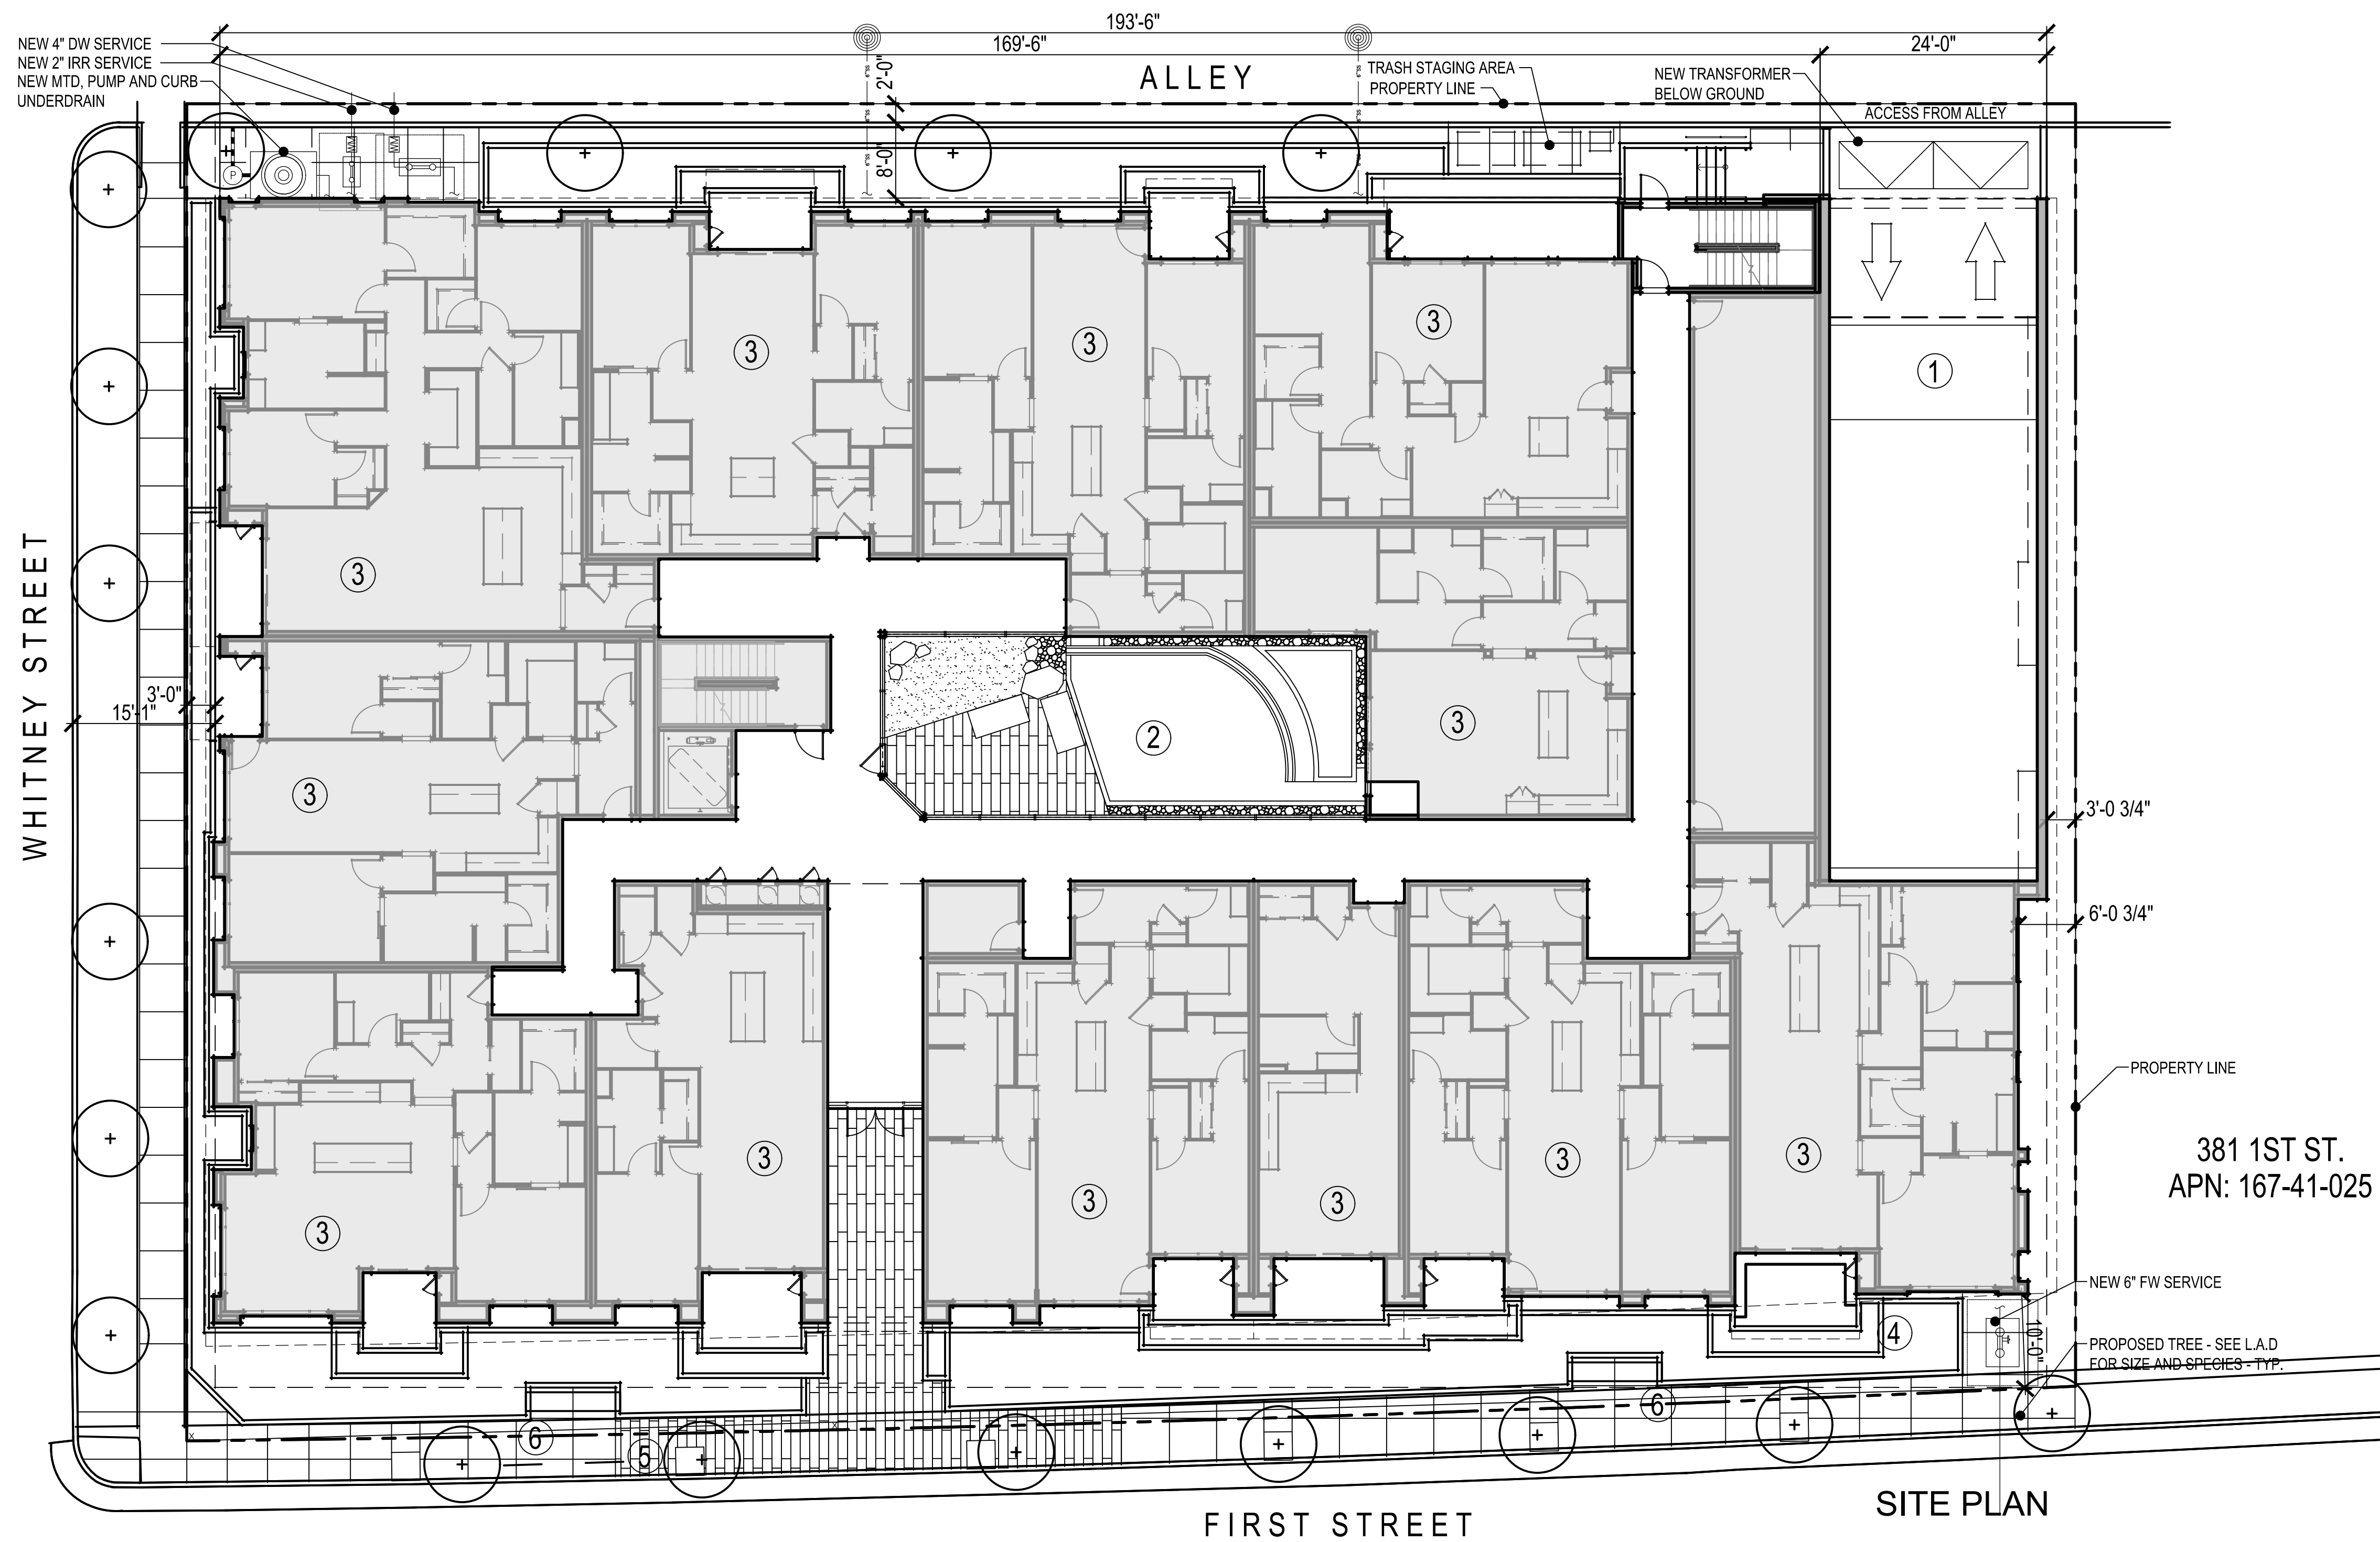 193'-6"
169'-6"
24'-0"
NEW 4" DW SERVICE
NEW 2" IRR SERVICE
NEW MTD, PUMP AND CURB
UNDERDRAIN
2'-0"
ALLEY
TRASH STAGING AREA
PROPERTY LINE
NEW TRANSFORMER
BELOW GROUND
ACCESS FROM ALLEY
8'-0"
P
3
3
3
3
1
3
WHITNEY STREET
3'-0"
15'-1"
2
3
3
3'-0 3/4"
6'-0 3/4"
PROPERTY LINE
381 1ST ST.
APN: 167-41-025
3
3
3
3
3
3
NEW 6" FW SERVICE
4
10'-0"
PROPOSED TREE - SEE L.A.D
FOR SIZE AND SPECIES - TYP.
6
6
5
SITE PLAN
FIRST STREET